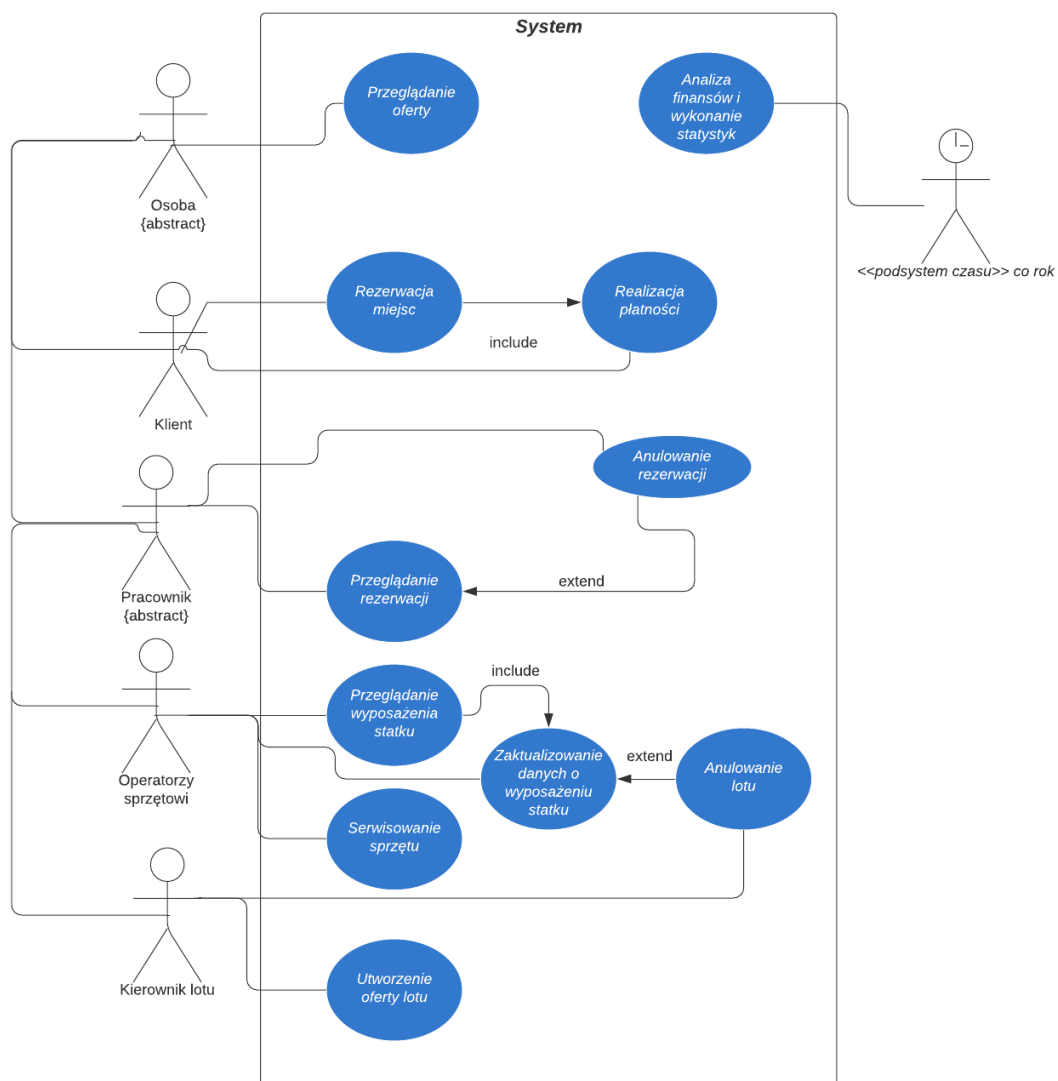 System
Przeglądanie
oferty
Analiza
finansów i
wykonanie
statystyk
Osoba
{abstract}
<<podsystem czasu>> co rok
Rezerwacja
miejsc
Realizacja
płatności
include
Klient
Anulowanie
rezerwacji
Przeglądanie
rezerwacji
extend
Pracownik
{abstract}
Przeglądanie
wyposażenia
statku
include
Zaktualizowanie
danych o
wyposażeniu
statku
extend
Anulowanie
lotu
Operatorzy
sprzętowi
Serwisowanie
sprzętu
Kierownik lotu
Utworzenie
oferty lotu